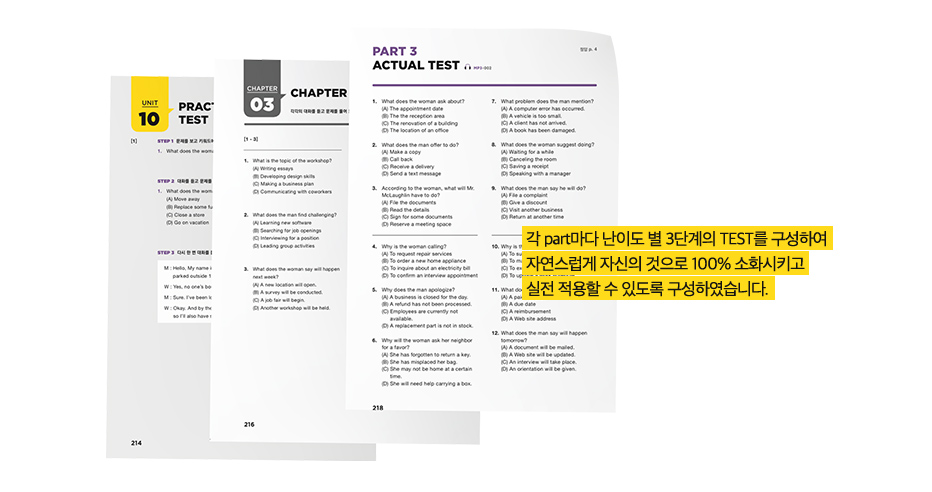 UNIT
10
PRACT
TEST
[1]
STEP 1 문제를 보고 키워드
1. What does the woma
STEP 2 대화를 듣고 문제를
1. What does the wom
(A) Move away
(B) Replace some fu
(C) Close a store
(D) Go on vacation
STEP 3 다시 한 번 대화를
M : Hello, My name i
parked outside 1
W : Yes, no one's bo
M : Sure. I've been lo
W : Okay. And by the
so I'll also have
214
CHAPTER
03
CHAPTER
각각의 대화를 듣고 문제를 풀어
[1 - 3]
1. What is the topic of the workshop?
(A) Writing essays
(B) Developing design skills
(C) Making a business plan
(D) Communicating with coworkers
2. What does the man find challenging?
(A) Learning new software
(B) Searching for job openings
(C) Interviewing for a position
(D) Leading group activities
3. What does the woman say will happen
next week?
(A) A new location will open.
(B) A survey will be conducted.
(C) A job fair will begin.
(D) Another workshop will be held.
216
PART 3
ACTUAL TEST MP3-003
정답 p. 4
1. What does the woman ask about?
(A) The appointment date
(B) The the reception area
(C) The renovation of a building
(D) The location of an office
2. What does the man offer to do?
(A) Make a copy
(B) Call back
(C) Receive a delivery
(D) Send a text message
3. According to the woman, what will Mr.
McLaughlin have to do?
(A) File the documents
(B) Read the details
(C) Sign for some documents
(D) Reserve a meeting space
4. Why is the woman calling?
(A) To request repair services
(B) To order a new home appliance
(C) To inquire about an electricity bill
(D) To confirm an interview appointment
5. Why does the man apologize?
(A) A business is closed for the day.
(B) A refund has not been processed.
(C) Employees are currently not
available.
(D) A replacement part is not in stock.
6. Why will the woman ask her neighbor
for a favor?
(A) She has forgotten to return a key.
(B) She has misplaced her bag.
(C) She may not be home at a certain
time.
(D) She will need help carrying a box.
7. What problem does the man mention?
(A) A computer error has occurred.
(B) A vehicle is too small.
(C) A client has not arrived.
(D) A book has been damaged.
8. What does the woman suggest doing?
(A) Waiting for a while
(B) Canceling the room
(C) Saving a receipt
(D) Speaking with a manager
9. What does the man say he will do?
(A) File a complaint
(B) Give a discount
(C) Visit another business
(D) Return at another time
10. Why is th
(A) To su
(B) To m
(C) To ex
(D) To up
11. What do
(A) A pa
(B) A due date
(C) A reimbursement
(D) A Web site address
12. What does the man say will happen
tomorrow?
(A) A document will be mailed.
(B) A Web site will be updated.
(C) An interview will take place.
(D) An orientation will be given.
218
각 part마다 난이도 별 3단계의 TEST를 구성하여
자연스럽게 자신의 것으로 100% 소화시키고
실전 적용할 수 있도록 구성하였습니다.